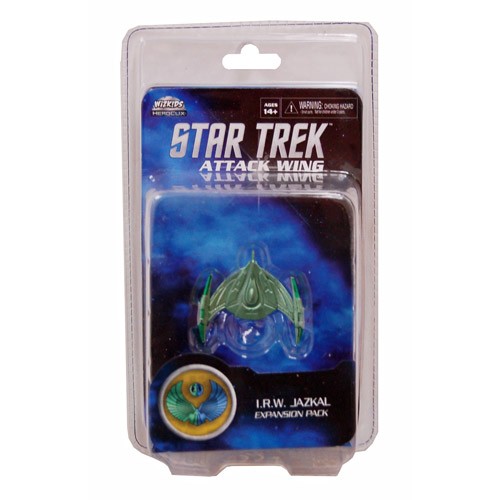 WIZKIDS
HEROCLIX
AGES
14+
WARNING: CHOKING HAZARD
STAR TREK
ATTACK WING
I.R.W. JAZKAL
EXPANSION PACK